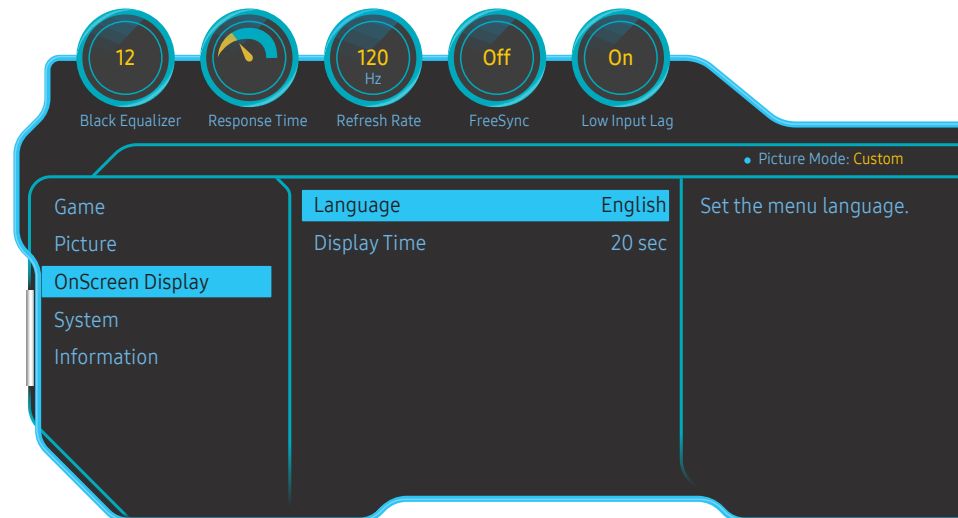 12
120
Hz
Off
On
Black Equalizer
Response Time
Refresh Rate
FreeSync
Low Input Lag
Picture Mode: Custom
Game
Picture
OnScreen Display
System
Information
Language English
Display Time 20 sec
Set the menu language.